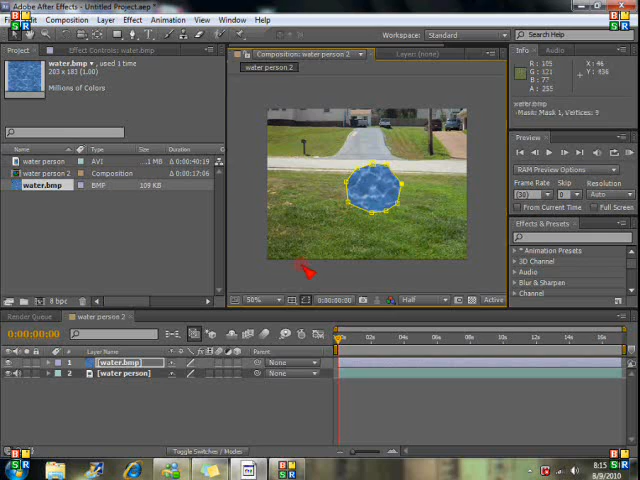 Adobe After Effects - Untitled Project.aep *
Composition Layer Effect Animation View Window Help
Workspace: Standard Search Help
Project Effect Controls: water.bmp
Composition: water person 2 Layer: (none)
Info Audio
water person 2
water.bmp ▾ , used 1 time
283 x 183 (1.00)
Millions of Colors
R: 105
G: 121
B: 77
A: 255
X: 46
Y: 436
water.bmp
Mask: Mask 1, Vertices: 9
Name Type Size Duration
water person AVI ...1 MB Δ 0:00:40:19
water person 2 Composition Δ 0:00:17:06
water.bmp BMP 109 KB
Preview
RAM Preview Options
Frame Rate Skip Resolution
(30) 0 Auto
From Current Time Full Screen
Effects & Presets
* Animation Presets
3D Channel
Audio
Blur & Sharpen
Channel
8 bpc
50% 0:00:00:00 Half Active
Render Queue water person 2
0:00:00:00
# Layer Name Parent
1 [water.bmp] None
2 [water person] None
02s 04s 06s 08s 10s 12s 14s 16s
Toggle Switches / Modes
8:15
8/9/2010